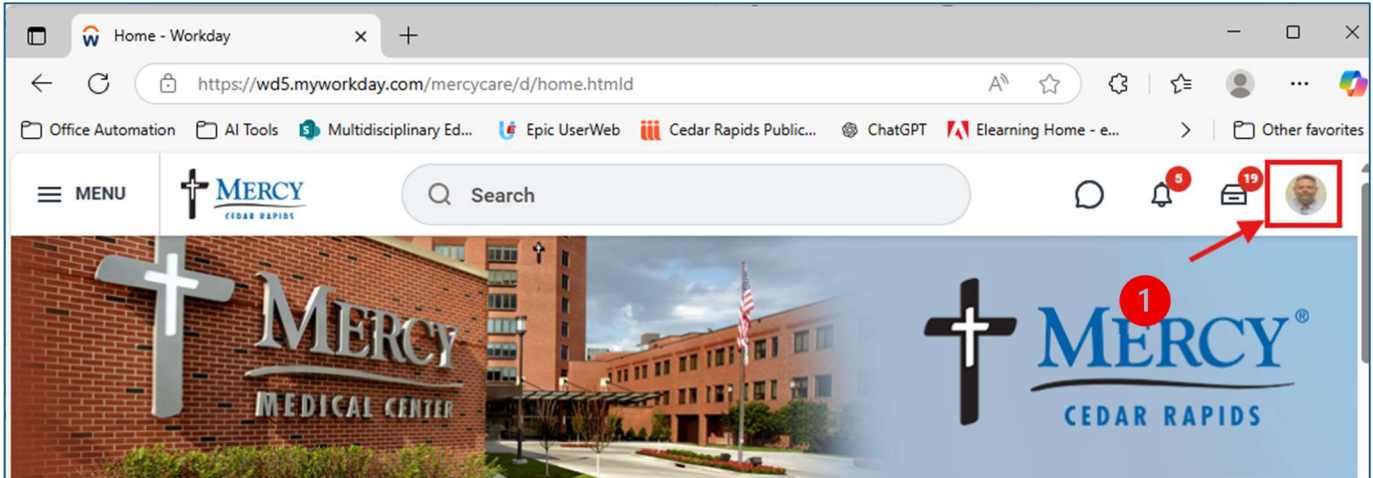 Home - Workday
https://wd5.myworkday.com/mercycare/d/home.htmld
Office Automation AI Tools Multidisciplinary Ed... Epic UserWeb Cedar Rapids Public... ChatGPT Elearning Home - e... Other favorites
MENU MERCY CEDAR RAPIDS Search 5 19
1
MERCY
MEDICAL CENTER
MERCY®
CEDAR RAPIDS